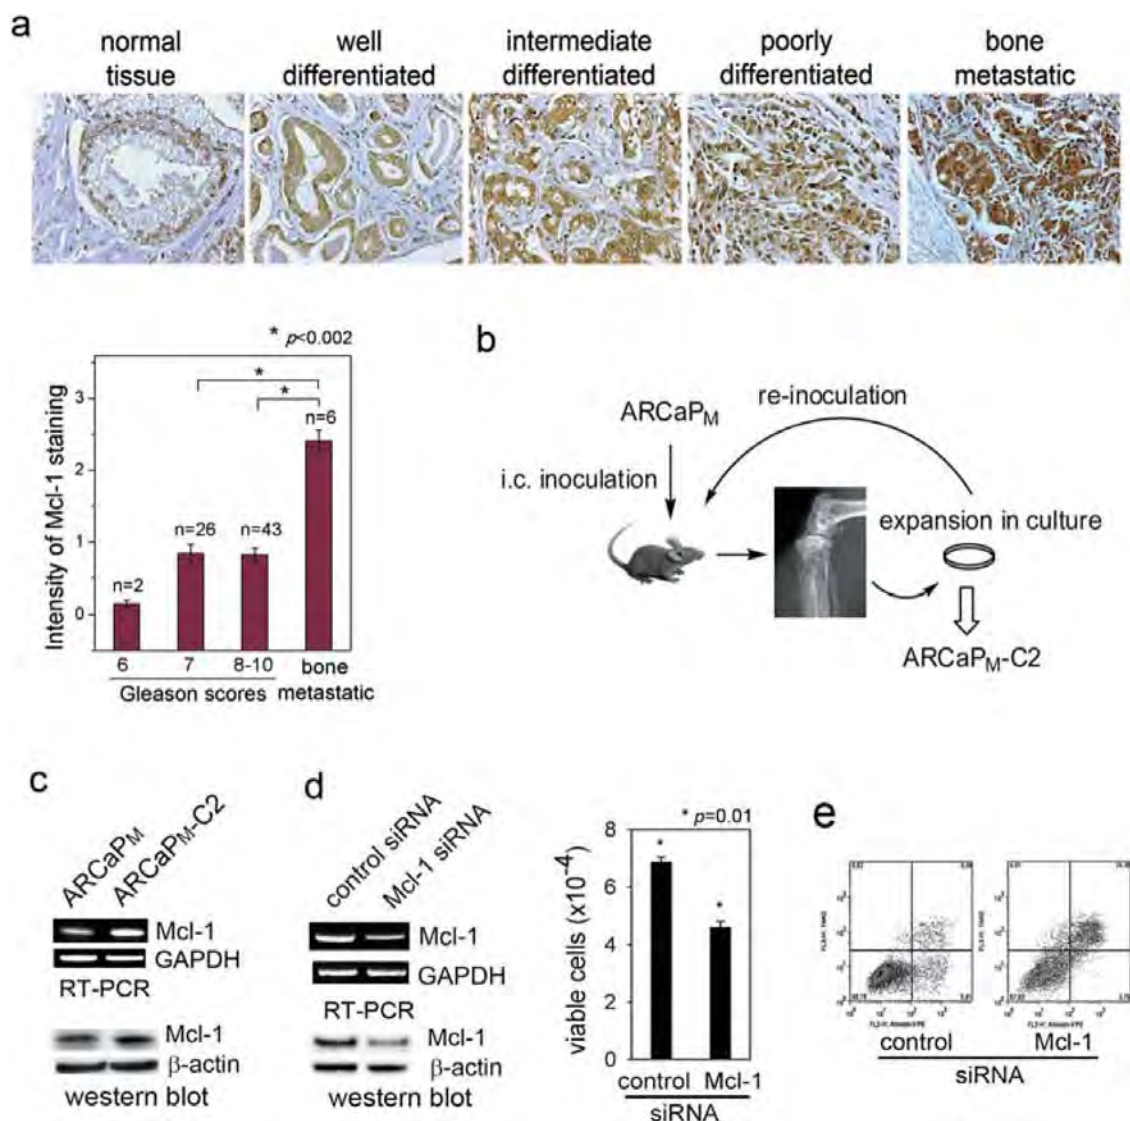 a
normal tissue
well differentiated
intermediate differentiated
poorly differentiated
bone metastatic
* p<0.002
Intensity of Mcl-1 staining
3
2
1
0
*
*
n=2
n=26
n=43
n=6
6
7
8-10
bone metastatic
Gleason scores
b
ARCaPM
i.c. inoculation
re-inoculation
expansion in culture
ARCaPM-C2
c
ARCaPM
ARCaPM-C2
Mcl-1
GAPDH
RT-PCR
Mcl-1
β-actin
western blot
d
control siRNA
Mcl-1 siRNA
Mcl-1
GAPDH
RT-PCR
Mcl-1
β-actin
western blot
* p=0.01
viable cells (x10-4)
8
6
4
2
0
*
*
control
Mcl-1
siRNA
e
control
Mcl-1
siRNA